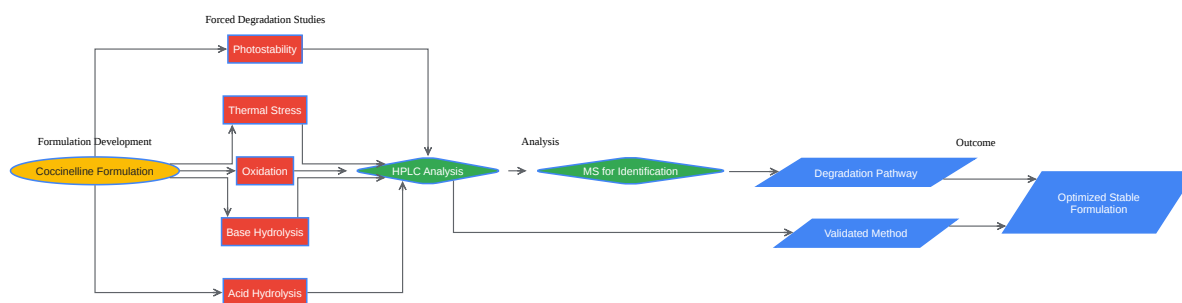 Forced Degradation Studies
Photostability
Thermal Stress
Formulation Development
Analysis
Outcome
Coccinelline Formulation
Oxidation
HPLC Analysis
MS for Identification
Degradation Pathway
Optimized Stable
Formulation
Base Hydrolysis
Validated Method
Acid Hydrolysis